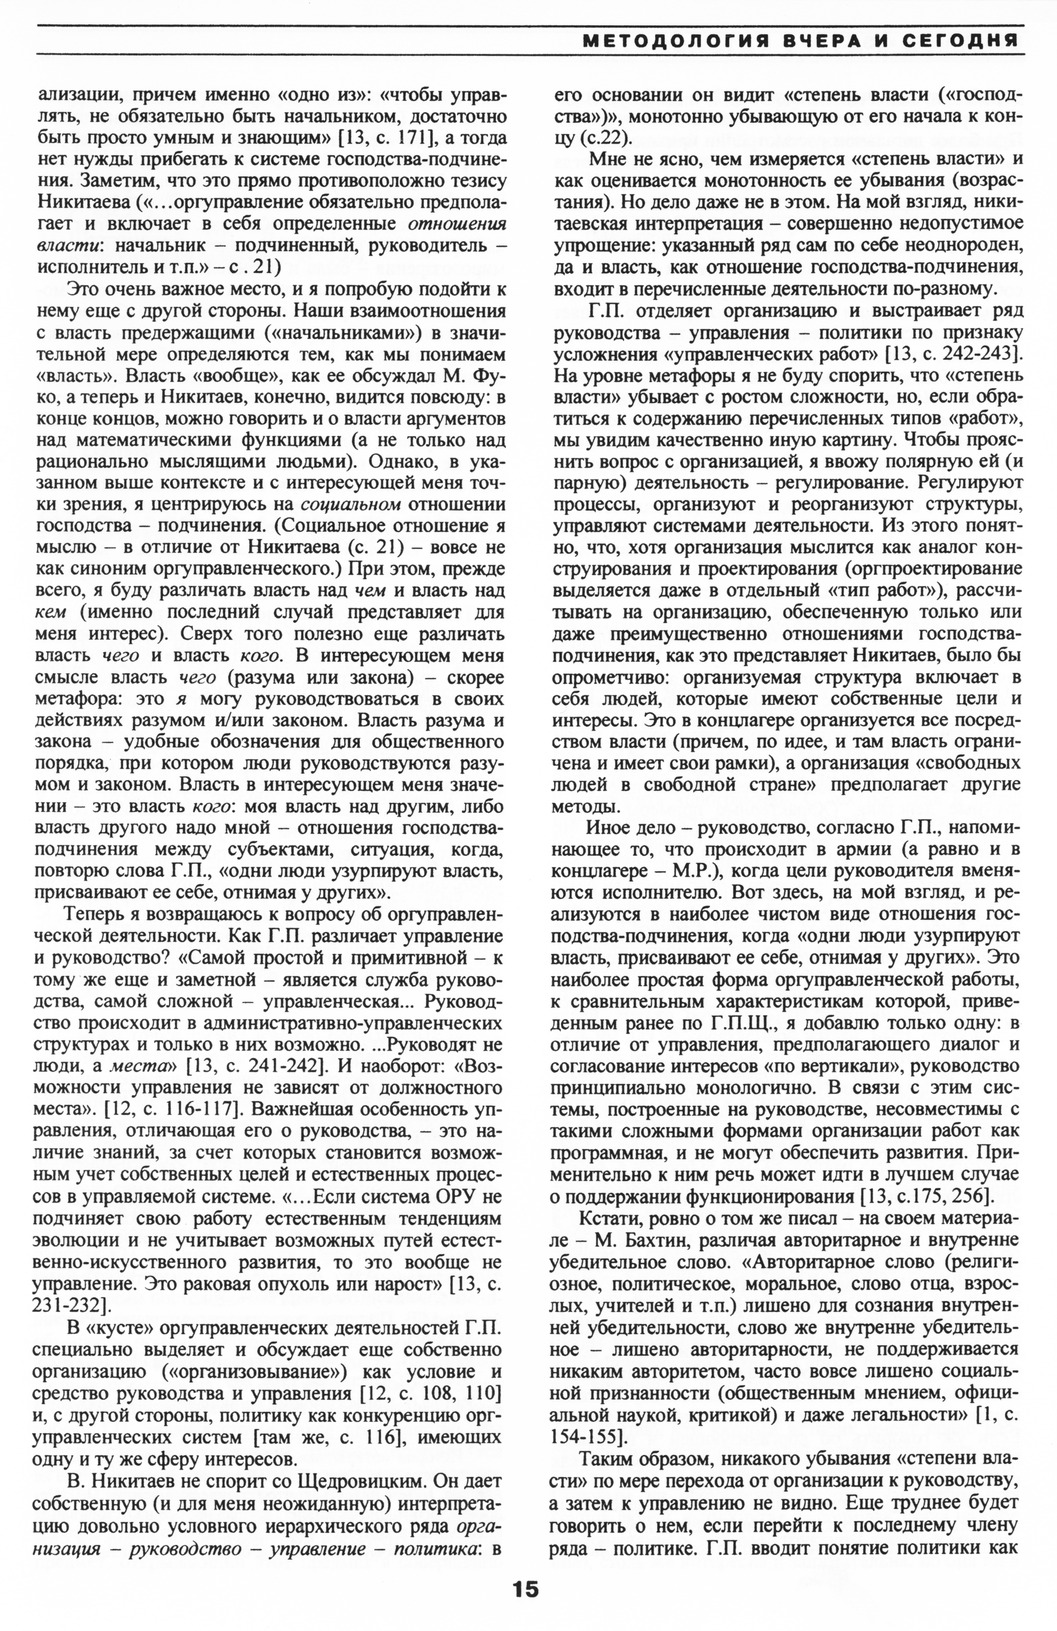 МЕТОДОЛОГИЯ ВЧЕРА И СЕГОДНЯ
ализации, причем именно «одно из»: «чтобы управ-
лять, не обязательно быть начальником, достаточно
быть просто умным и знающим» [13, с. 171], а тогда
нет нужды прибегать к системе господства-подчине-
ния. Заметим, что это прямо противоположно тезису
Никитаева («…оргуправление обязательно предпола-
гает и включает в себя определенные отношения
власти: начальник – подчиненный, руководитель –
исполнитель и т.п.» – с . 21)
Это очень важное место, и я попробую подойти к
нему еще с другой стороны. Наши взаимоотношения
с власть предержащими («начальниками») в значи-
тельной мере определяются тем, как мы понимаем
«власть». Власть «вообще», как ее обсуждал М. Фу-
ко, а теперь и Никитаев, конечно, видится повсюду: в
конце концов, можно говорить и о власти аргументов
над математическими функциями (а не только над
рационально мыслящими людьми). Однако, в ука-
занном выше контексте и с интересующей меня точ-
ки зрения, я центрируюсь на социальном отношении
господства – подчинения. (Социальное отношение я
мыслю – в отличие от Никитаева (с. 21) – вовсе не
как синоним оргуправленческого.) При этом, прежде
всего, я буду различать власть над чем и власть над
кем (именно последний случай представляет для
меня интерес). Сверх того полезно еще различать
власть чего и власть кого. В интересующем меня
смысле власть чего (разума или закона) – скорее
метафора: это я могу руководствоваться в своих
действиях разумом и/или законом. Власть разума и
закона – удобные обозначения для общественного
порядка, при котором люди руководствуются разу-
мом и законом. Власть в интересующем меня значе-
нии – это власть кого: моя власть над другим, либо
власть другого надо мной – отношения господства-
подчинения между субъектами, ситуация, когда,
повторю слова Г.П., «одни люди узурпируют власть,
присваивают ее себе, отнимая у других».
Теперь я возвращаюсь к вопросу об оргуправлен-
ческой деятельности. Как Г.П. различает управление
и руководство? «Самой простой и примитивной – к
тому же еще и заметной – является служба руково-
дства, самой сложной – управленческая... Руковод-
ство происходит в административно-управленческих
структурах и только в них возможно. ...Руководят не
люди, а места» [13, с. 241-242]. И наоборот: «Воз-
можности управления не зависят от должностного
места». [12, с. 116-117]. Важнейшая особенность уп-
равления, отличающая его о руководства, – это на-
личие знаний, за счет которых становится возмож-
ным учет собственных целей и естественных процес-
сов в управляемой системе. «…Если система ОРУ не
подчиняет свою работу естественным тенденциям
эволюции и не учитывает возможных путей естест-
венно-искусственного развития, то это вообще не
управление. Это раковая опухоль или нарост» [13, с.
231-232].
В «кусте» оргуправленческих деятельностей Г.П.
специально выделяет и обсуждает еще собственно
организацию («организовывание») как условие и
средство руководства и управления [12, с. 108, 110]
и, с другой стороны, политику как конкуренцию орг-
управленческих систем [там же, с. 116], имеющих
одну и ту же сферу интересов.
В. Никитаев не спорит со Щедровицким. Он дает
собственную (и для меня неожиданную) интерпрета-
цию довольно условного иерархического ряда орга-
низация – руководство – управление – политика: в
его основании он видит «степень власти («господ-
ства»)», монотонно убывающую от его начала к кон-
цу (с.22).
Мне не ясно, чем измеряется «степень власти» и
как оценивается монотонность ее убывания (возрас-
тания). Но дело даже не в этом. На мой взгляд, ники-
таевская интерпретация – совершенно недопустимое
упрощение: указанный ряд сам по себе неоднороден,
да и власть, как отношение господства-подчинения,
входит в перечисленные деятельности по-разному.
Г.П. отделяет организацию и выстраивает ряд
руководства – управления – политики по признаку
усложнения «управленческих работ» [13, с. 242-243].
На уровне метафоры я не буду спорить, что «степень
власти» убывает с ростом сложности, но, если обра-
титься к содержанию перечисленных типов «работ»,
мы увидим качественно иную картину. Чтобы прояс-
нить вопрос с организацией, я ввожу полярную ей (и
парную) деятельность – регулирование. Регулируют
процессы, организуют и реорганизуют структуры,
управляют системами деятельности. Из этого понят-
но, что, хотя организация мыслится как аналог кон-
струирования и проектирования (оргпроектирование
выделяется даже в отдельный «тип работ»), рассчи-
тывать на организацию, обеспеченную только или
даже преимущественно отношениями господства-
подчинения, как это представляет Никитаев, было бы
опрометчиво: организуемая структура включает в
себя людей, которые имеют собственные цели и
интересы. Это в концлагере организуется все посред-
ством власти (причем, по идее, и там власть ограни-
чена и имеет свои рамки), а организация «свободных
людей в свободной стране» предполагает другие
методы.
Иное дело – руководство, согласно Г.П., напоми-
нающее то, что происходит в армии (а равно и в
концлагере – М.Р.), когда цели руководителя вменя-
ются исполнителю. Вот здесь, на мой взгляд, и ре-
ализуются в наиболее чистом виде отношения гос-
подства-подчинения, когда «одни люди узурпируют
власть, присваивают ее себе, отнимая у других». Это
наиболее простая форма оргуправленческой работы,
к сравнительным характеристикам которой, приве-
денным ранее по Г.П.Щ., я добавлю только одну: в
отличие от управления, предполагающего диалог и
согласование интересов «по вертикали», руководство
принципиально монологично. В связи с этим сис-
темы, построенные на руководстве, несовместимы с
такими сложными формами организации работ как
программная, и не могут обеспечить развития. При-
менительно к ним речь может идти в лучшем случае
о поддержании функционирования [13, с.175, 256].
Кстати, ровно о том же писал – на своем материа-
ле – М. Бахтин, различая авторитарное и внутренне
убедительное слово. «Авторитарное слово (религи-
озное, политическое, моральное, слово отца, взрос-
лых, учителей и т.п.) лишено для сознания внутрен-
ней убедительности, слово же внутренне убедитель-
ное – лишено авторитарности, не поддерживается
никаким авторитетом, часто вовсе лишено социаль-
ной признанности (общественным мнением, офици-
альной наукой, критикой) и даже легальности» [1, с.
154-155].
Таким образом, никакого убывания «степени вла-
сти» по мере перехода от организации к руководству,
а затем к управлению не видно. Еще труднее будет
говорить о нем, если перейти к последнему члену
ряда – политике. Г.П. вводит понятие политики как
15